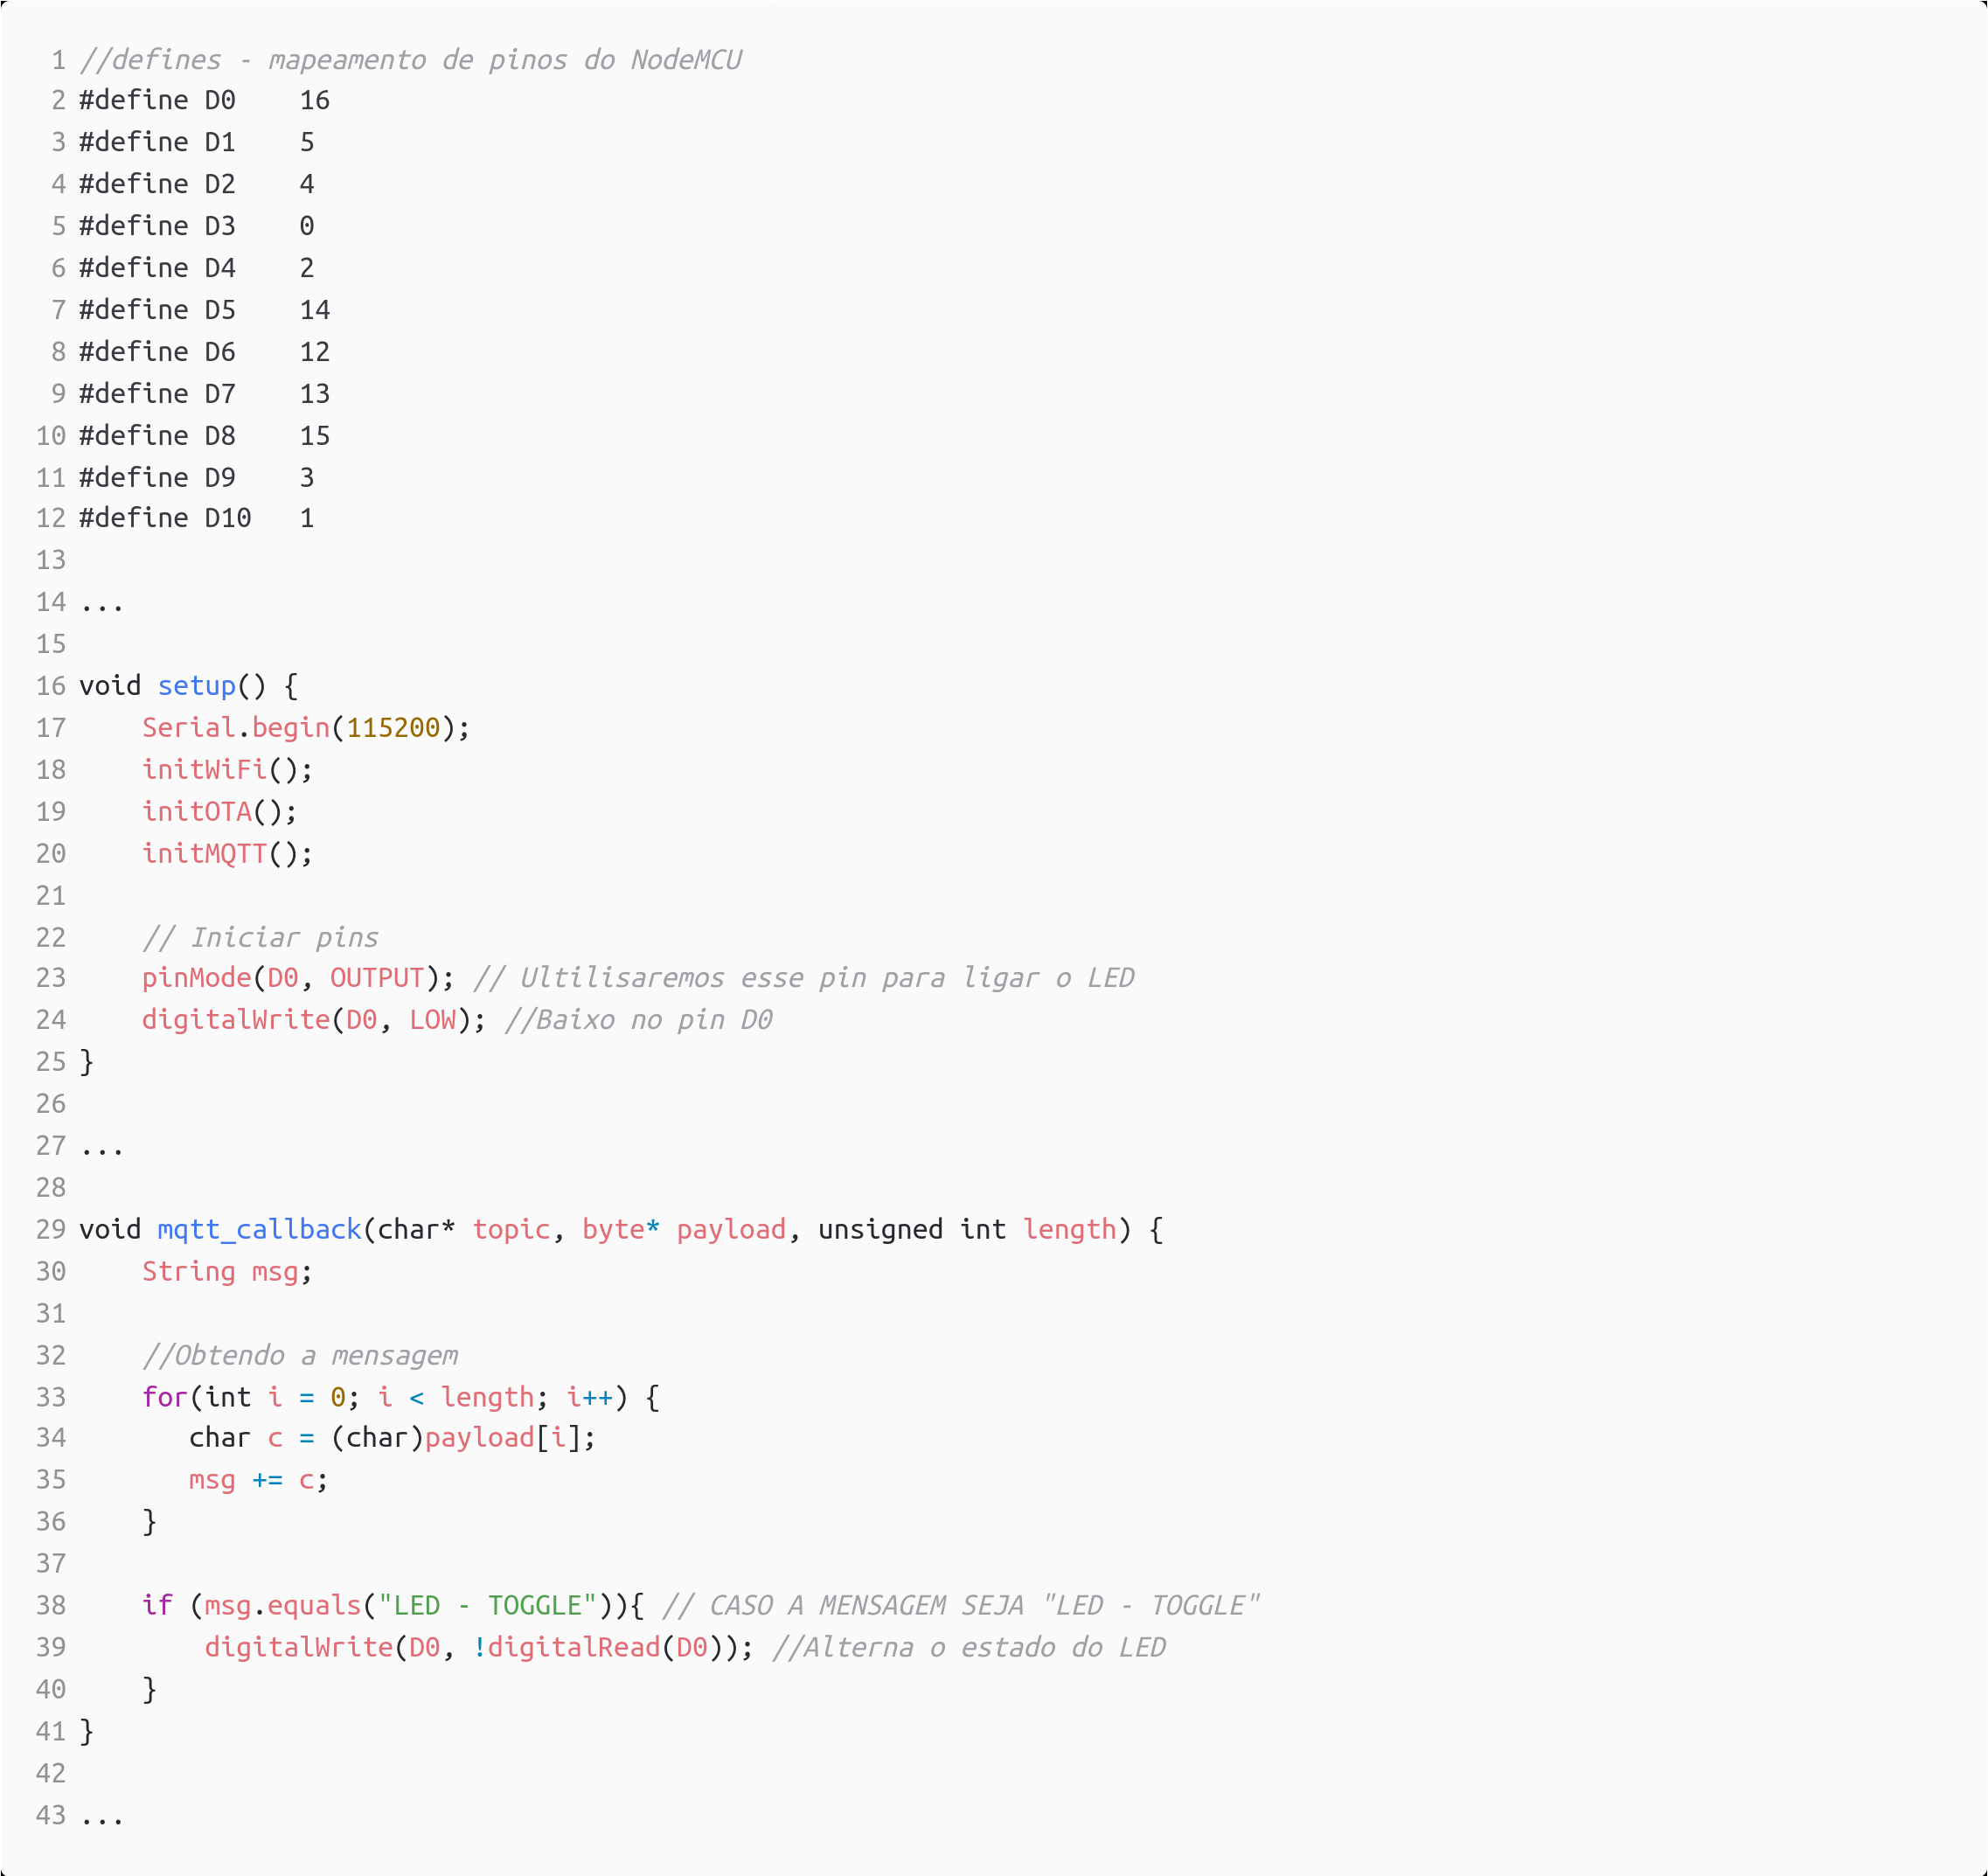 1 //defines - mapeamento de pinos do NodeMCU
2 #define D0    16
3 #define D1    5
4 #define D2    4
5 #define D3    0
6 #define D4    2
7 #define D5    14
8 #define D6    12
9 #define D7    13
10 #define D8    15
11 #define D9    3
12 #define D10   1
13
14 ...
15
16 void setup() {
17     Serial.begin(115200);
18     initWiFi();
19     initOTA();
20     initMQTT();
21
22     // Iniciar pins
23     pinMode(D0, OUTPUT); // Ultilisaremos esse pin para ligar o LED
24     digitalWrite(D0, LOW); //Baixo no pin D0
25 }
26
27 ...
28
29 void mqtt_callback(char* topic, byte* payload, unsigned int length) {
30     String msg;
31
32     //Obtendo a mensagem
33     for(int i = 0; i < length; i++) {
34        char c = (char)payload[i];
35        msg += c;
36     }
37
38     if (msg.equals("LED - TOGGLE")){ // CASO A MENSAGEM SEJA "LED - TOGGLE"
39         digitalWrite(D0, !digitalRead(D0)); //Alterna o estado do LED
40     }
41 }
42
43 ...